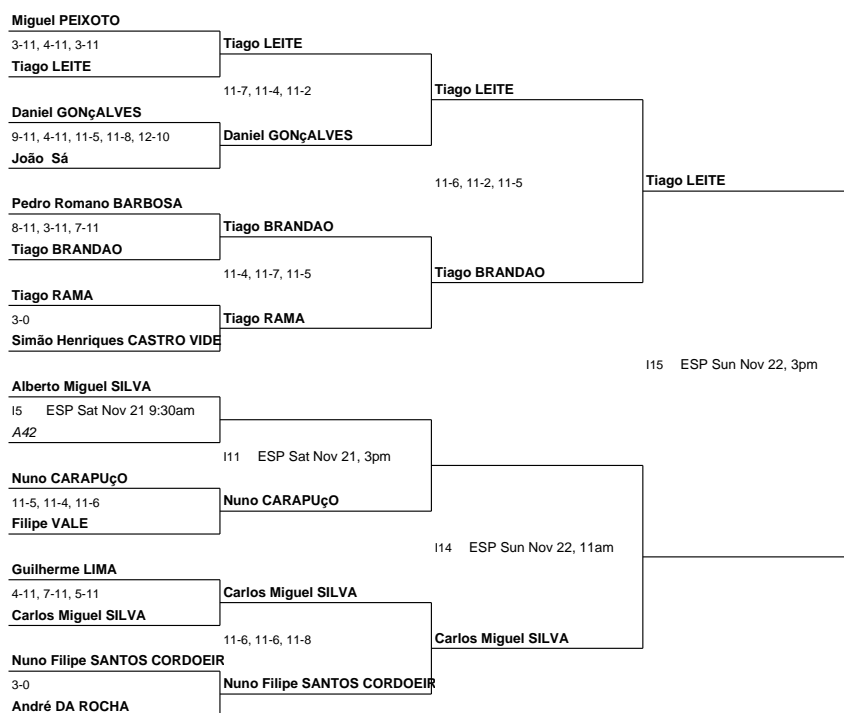 Miguel PEIXOTO
3-11, 4-11, 3-11
Tiago LEITE
Tiago LEITE
11-7, 11-4, 11-2
Tiago LEITE
Daniel GONçALVES
9-11, 4-11, 11-5, 11-8, 12-10
Daniel GONçALVES
João Sá
11-6, 11-2, 11-5
Tiago LEITE
Pedro Romano BARBOSA
8-11, 3-11, 7-11
Tiago BRANDAO
Tiago BRANDAO
11-4, 11-7, 11-5
Tiago BRANDAO
Tiago RAMA
3-0
Tiago RAMA
Simão Henriques CASTRO VIDE
I15 ESP Sun Nov 22, 3pm
Alberto Miguel SILVA
I5 ESP Sat Nov 21 9:30am
A42
I11 ESP Sat Nov 21, 3pm
Nuno CARAPUçO
11-5, 11-4, 11-6
Nuno CARAPUçO
Filipe VALE
I14 ESP Sun Nov 22, 11am
Guilherme LIMA
4-11, 7-11, 5-11
Carlos Miguel SILVA
Carlos Miguel SILVA
11-6, 11-6, 11-8
Carlos Miguel SILVA
Nuno Filipe SANTOS CORDOEIR
3-0
Nuno Filipe SANTOS CORDOEIR
André DA ROCHA